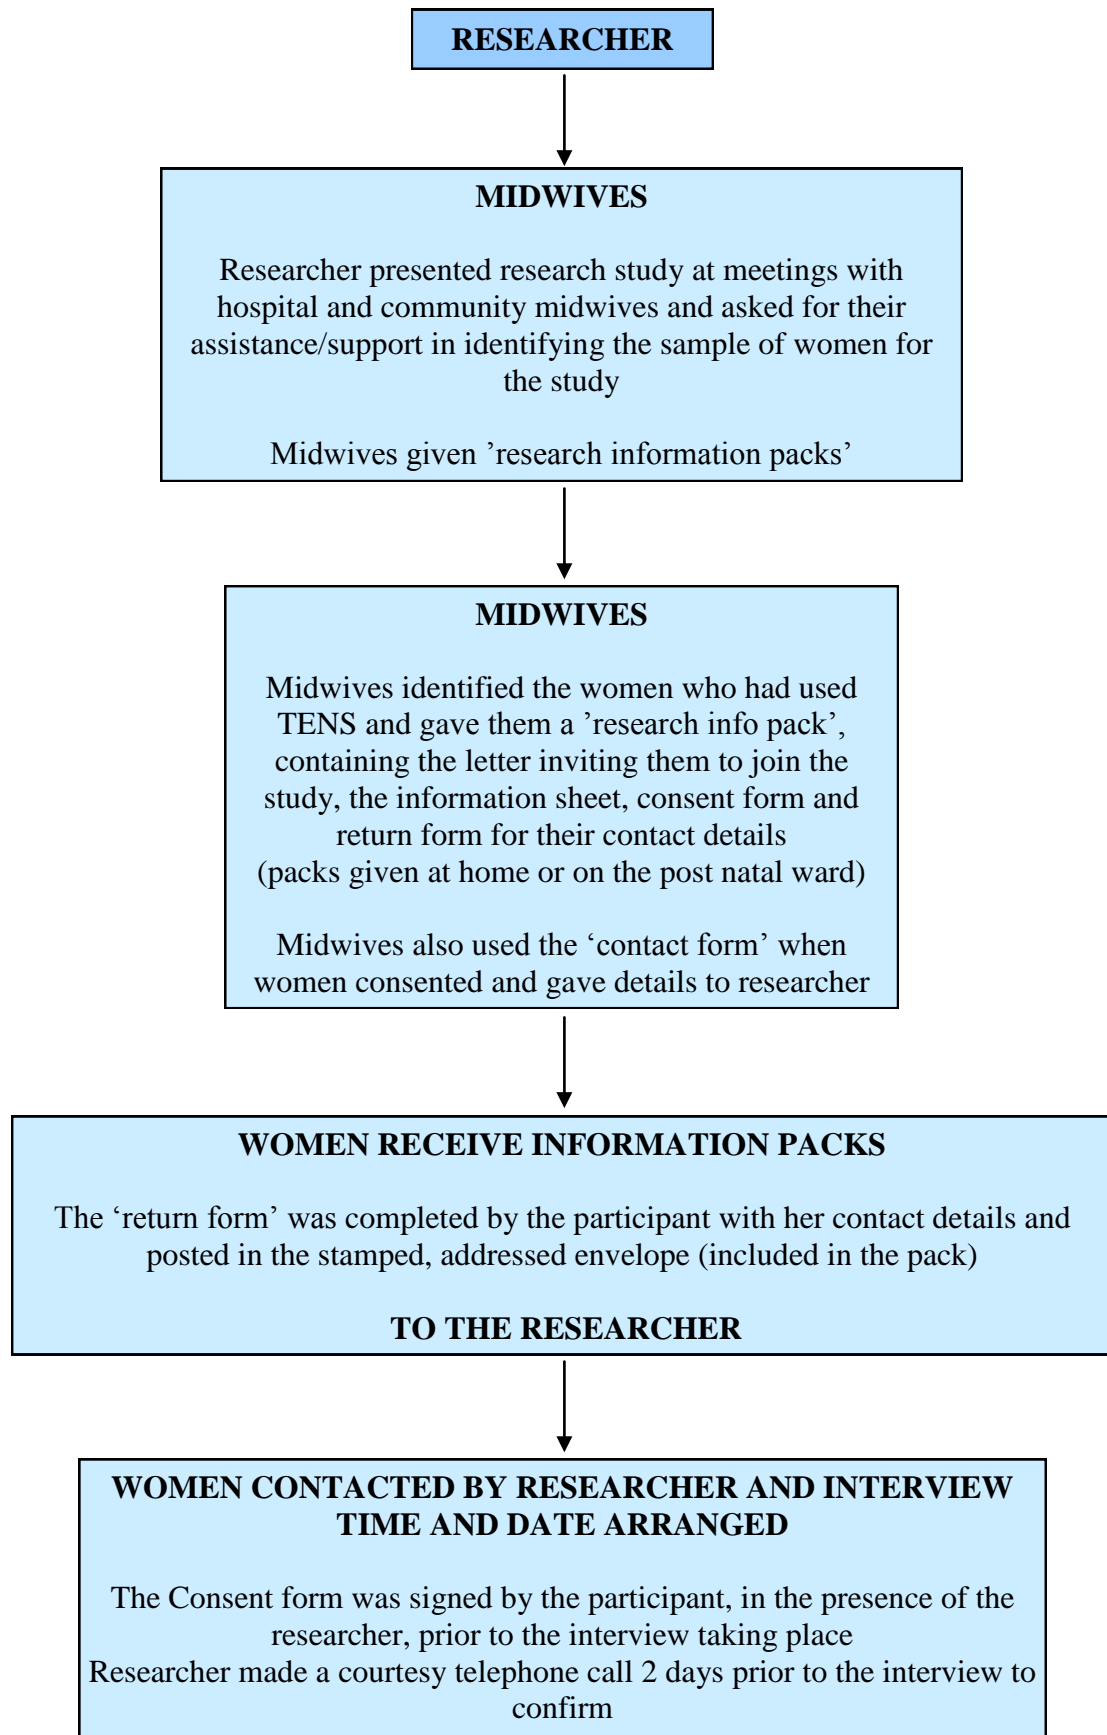 RESEARCHER
MIDWIVES
Researcher presented research study at meetings with
hospital and community midwives and asked for their
assistance/support in identifying the sample of women for
the study
Midwives given ’research information packs’
MIDWIVES
Midwives identified the women who had used
TENS and gave them a ’research info pack’,
containing the letter inviting them to join the
study, the information sheet, consent form and
return form for their contact details
(packs given at home or on the post natal ward)
Midwives also used the ‘contact form’ when
women consented and gave details to researcher
WOMEN RECEIVE INFORMATION PACKS
The ‘return form’ was completed by the participant with her contact details and
posted in the stamped, addressed envelope (included in the pack)
TO THE RESEARCHER
WOMEN CONTACTED BY RESEARCHER AND INTERVIEW
TIME AND DATE ARRANGED
The Consent form was signed by the participant, in the presence of the
researcher, prior to the interview taking place
Researcher made a courtesy telephone call 2 days prior to the interview to
confirm